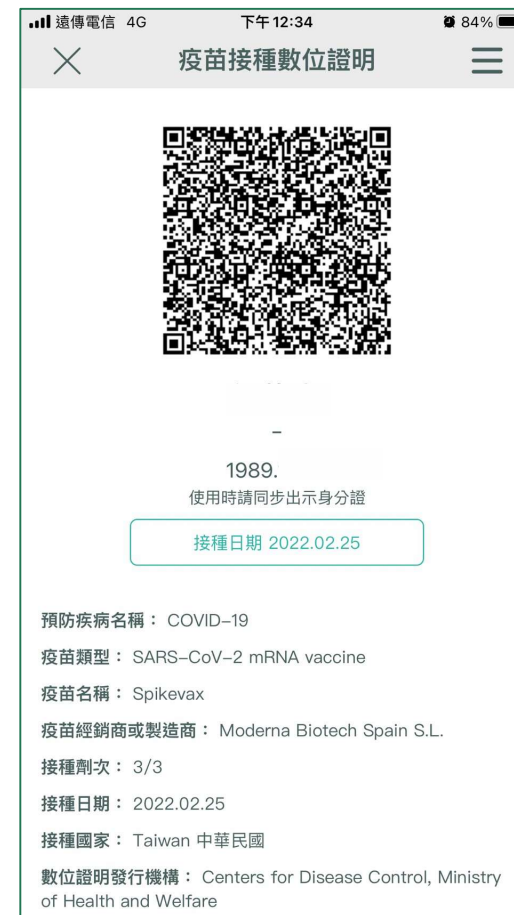 遠傳電信 4G 下午12:34 84%
疫苗接種數位證明
–
1989.
使用時請同步出示身分證
接種日期 2022.02.25
預防疾病名稱： COVID–19
疫苗類型： SARS–CoV–2 mRNA vaccine
疫苗名稱： Spikevax
疫苗經銷商或製造商： Moderna Biotech Spain S.L.
接種劑次： 3/3
接種日期： 2022.02.25
接種國家： Taiwan 中華民國
數位證明發行機構： Centers for Disease Control, Ministry
of Health and Welfare